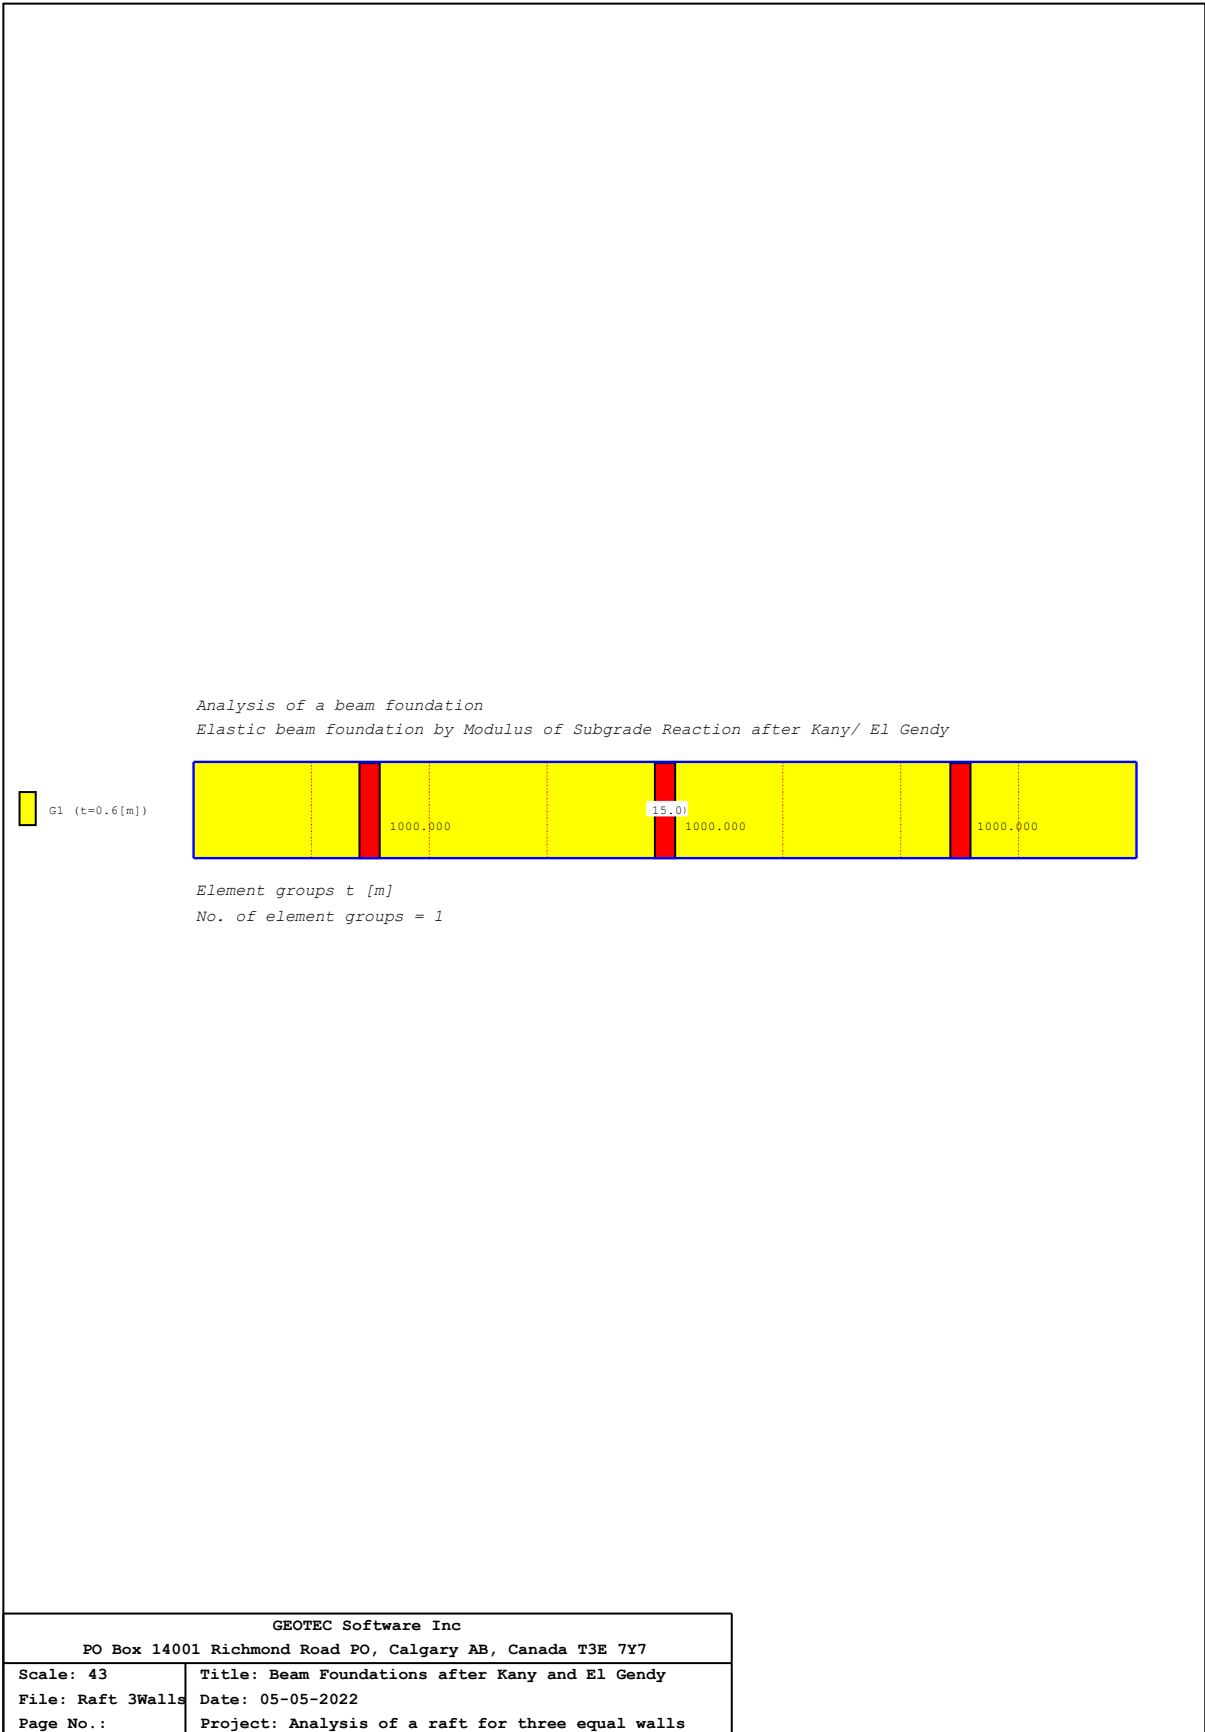 Analysis of a beam foundation
Elastic beam foundation by Modulus of Subgrade Reaction after Kany/ El Gendy
G1 (t=0.6[m])
15.0)
1000.000 1000.000 1000.000
Element groups t [m]
No. of element groups = 1
GEOTEC Software Inc
PO Box 14001 Richmond Road PO, Calgary AB, Canada T3E 7Y7
Scale: 43 Title: Beam Foundations after Kany and El Gendy
File: Raft 3Walls Date: 05-05-2022
Page No.: Project: Analysis of a raft for three equal walls